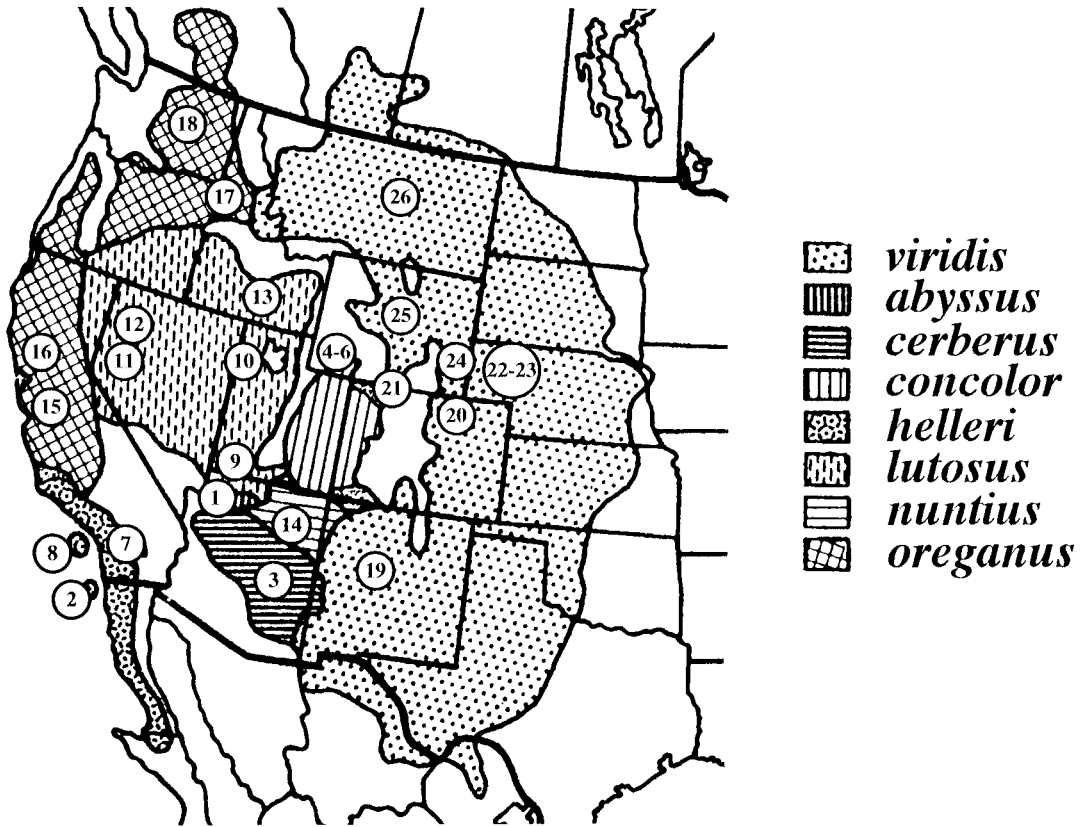 18
17
26
13
25
12
16
11
10
4-6
24
22-23
21
15
20
9
1
14
7
8
19
3
2
viridis
abyssus
cerberus
concolor
helleri
lutosus
nuntius
oreganus